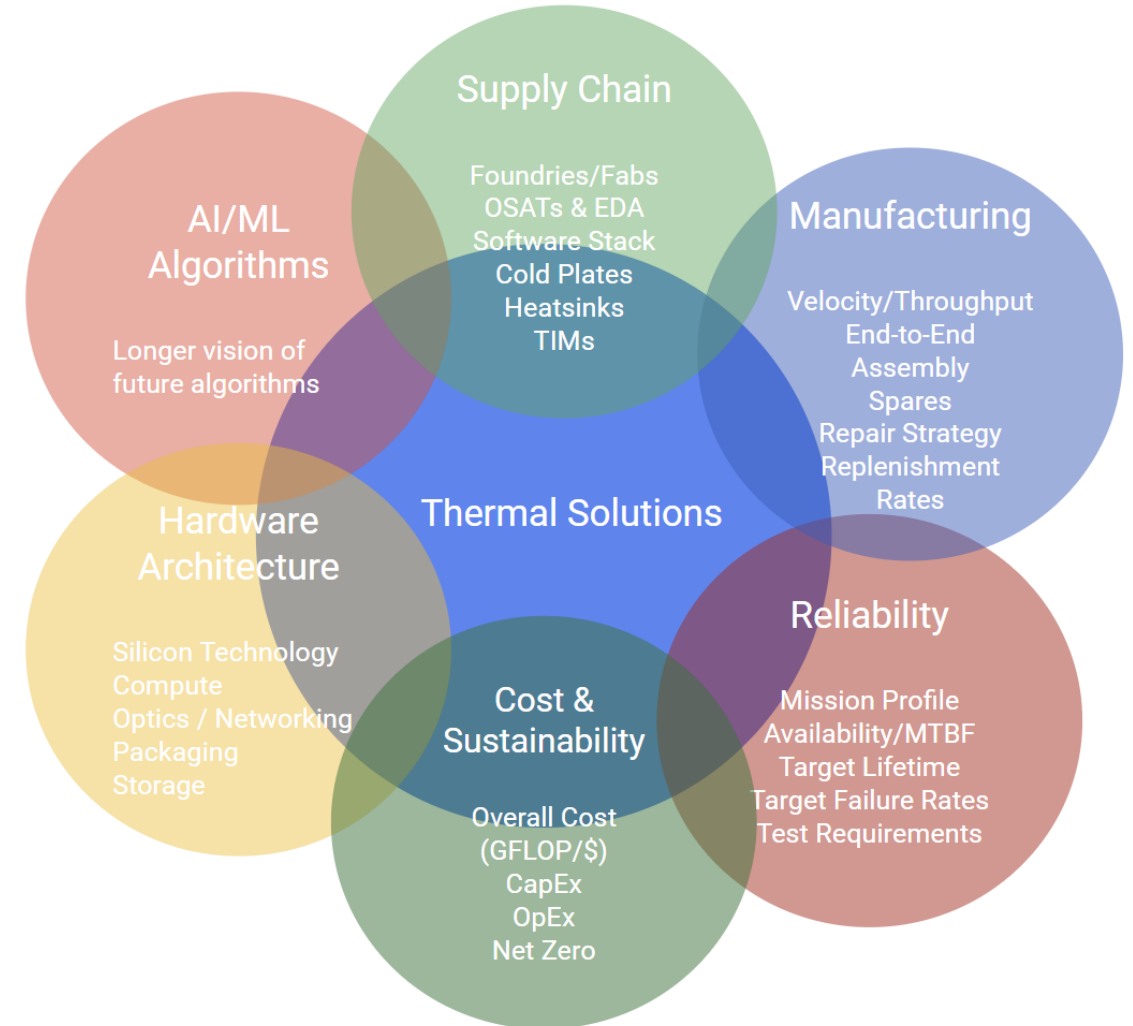 Supply Chain
Foundries/Fabs
OSATs & EDA
Software Stack
Cold Plates
Heatsinks
TIMs
AI/ML
Algorithms
Longer vision of
future algorithms
Manufacturing
Velocity/Throughput
End-to-End
Assembly
Spares
Repair Strategy
Replenishment
Rates
Thermal Solutions
Hardware
Architecture
Silicon Technology
Compute
Optics / Networking
Packaging
Storage
Reliability
Mission Profile
Availability/MTBF
Target Lifetime
Target Failure Rates
Test Requirements
Cost &
Sustainability
Overall Cost
(GFLOP/$)
CapEx
OpEx
Net Zero